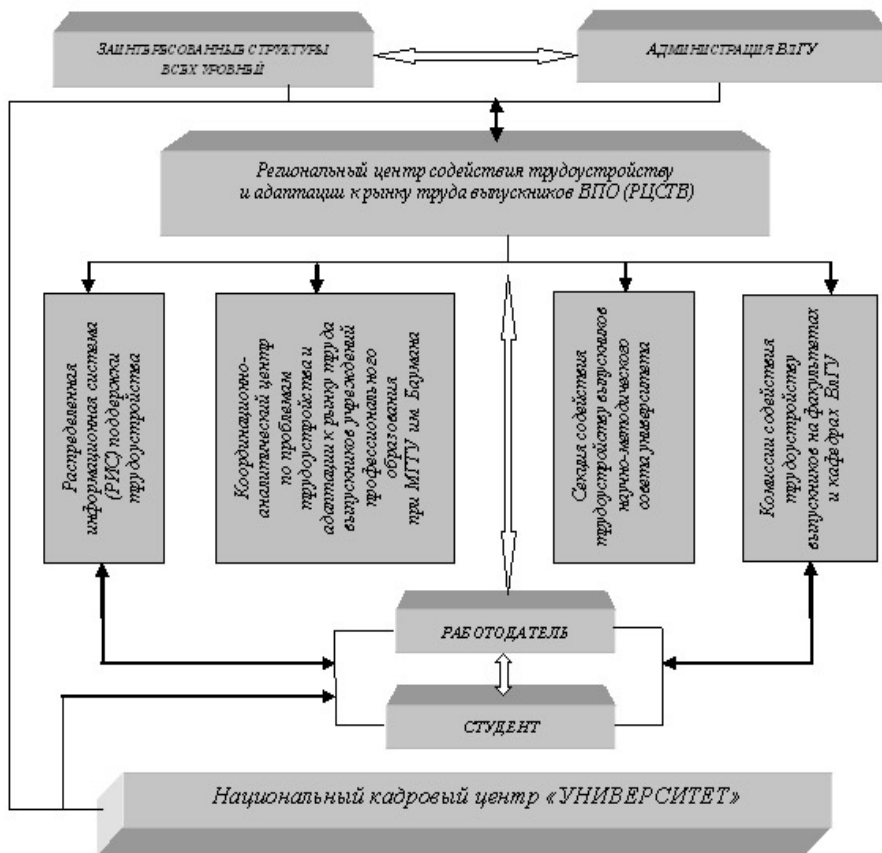 ЗАИНТЕРЕСОВАННЫЕ СТРУКТУРЫ
ВСЕХ УРОВНЕЙ
АДМИНИСТРАЦИЯ ВлГУ
Региональный центр содействия трудоустройству
и адаптации к рынку труда выпускников ВПО (РЦСТВ)
Распределенная
информационная система
(РИС) поддержки
трудоустройства
Координационно-
аналитический центр
по проблемам
трудоустройства и
адаптации к рынку труда
выпускников учреждений
профессионального
образования
при МГТУ им. Баумана
Секция содействия
трудоустройству выпускников
научно-методического
совета университета
Комиссии содействия
трудоустройству
выпускников на факультетах
и кафедрах ВлГУ
РАБОТОДАТЕЛЬ
СТУДЕНТ
Национальный кадровый центр «УНИВЕРСИТЕТ»